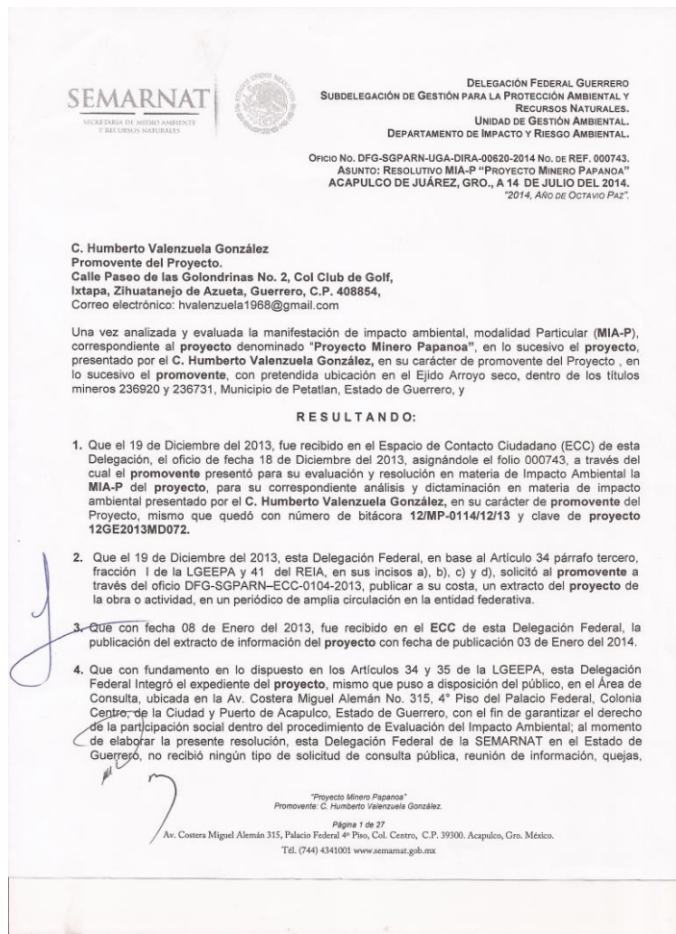 SEMARNAT
SECRETARÍA DE MEDIO AMBIENTE
Y RECURSOS NATURALES
DELEGACIÓN FEDERAL GUERRERO
SUBDELEGACIÓN DE GESTIÓN PARA LA PROTECCIÓN AMBIENTAL Y
RECURSOS NATURALES.
UNIDAD DE GESTIÓN AMBIENTAL.
DEPARTAMENTO DE IMPACTO Y RIESGO AMBIENTAL.
OFICIO NO. DFG-SGPARN-UGA-DIRA-00620-2014 NO. DE REF. 000743.
ASUNTO: RESOLUTIVO MIA-P "PROYECTO MINERO PAPANOA"
ACAPULCO DE JUÁREZ, GRO., A 14 DE JULIO DEL 2014.
"2014, AÑO DE OCTAVIO PAZ".
C. Humberto Valenzuela González
Promovente del Proyecto.
Calle Paseo de las Golondrinas No. 2, Col Club de Golf,
Ixtapa, Zihuatanejo de Azueta, Guerrero, C.P. 408854,
Correo electrónico: hvalenzuela1968@gmail.com
Una vez analizada y evaluada la manifestación de impacto ambiental, modalidad Particular (MIA-P),
correspondiente al proyecto denominado "Proyecto Minero Papanoa", en lo sucesivo el proyecto,
presentado por el C. Humberto Valenzuela González, en su carácter de promovente del Proyecto , en
lo sucesivo el promovente, con pretendida ubicación en el Ejido Arroyo seco, dentro de los títulos
mineros 236920 y 236731, Municipio de Petatlan, Estado de Guerrero, y
RESULTANDO:
1. Que el 19 de Diciembre del 2013, fue recibido en el Espacio de Contacto Ciudadano (ECC) de esta
Delegación, el oficio de fecha 18 de Diciembre del 2013, asignándole el folio 000743, a través del
cual el promovente presentó para su evaluación y resolución en materia de Impacto Ambiental la
MIA-P del proyecto, para su correspondiente análisis y dictaminación en materia de impacto
ambiental presentado por el C. Humberto Valenzuela González, en su carácter de promovente del
Proyecto, mismo que quedó con número de bitácora 12/MP-0114/12/13 y clave de proyecto
12GE2013MD072.
2. Que el 19 de Diciembre del 2013, esta Delegación Federal, en base al Artículo 34 párrafo tercero,
fracción I de la LGEEPA y 41 del REIA, en sus incisos a), b), c) y d), solicitó al promovente a
través del oficio DFG-SGPARN–ECC-0104-2013, publicar a su costa, un extracto del proyecto de
la obra o actividad, en un periódico de amplia circulación en la entidad federativa.
3. Que con fecha 08 de Enero del 2013, fue recibido en el ECC de esta Delegación Federal, la
publicación del extracto de información del proyecto con fecha de publicación 03 de Enero del 2014.
4. Que con fundamento en lo dispuesto en los Artículos 34 y 35 de la LGEEPA, esta Delegación
Federal Integró el expediente del proyecto, mismo que puso a disposición del público, en el Área de
Consulta, ubicada en la Av. Costera Miguel Alemán No. 315, 4° Piso del Palacio Federal, Colonia
Centro, de la Ciudad y Puerto de Acapulco, Estado de Guerrero, con el fin de garantizar el derecho
de la participación social dentro del procedimiento de Evaluación del Impacto Ambiental; al momento
de elaborar la presente resolución, esta Delegación Federal de la SEMARNAT en el Estado de
Guerrero, no recibió ningún tipo de solicitud de consulta pública, reunión de información, quejas,
"Proyecto Minero Papanoa"
Promovente: C. Humberto Valenzuela González.
Página 1 de 27
Av. Costera Miguel Alemán 315, Palacio Federal 4º Piso, Col. Centro, C.P. 39300. Acapulco, Gro. México.
Tél. (744) 4341001 www.semarnat.gob.mx